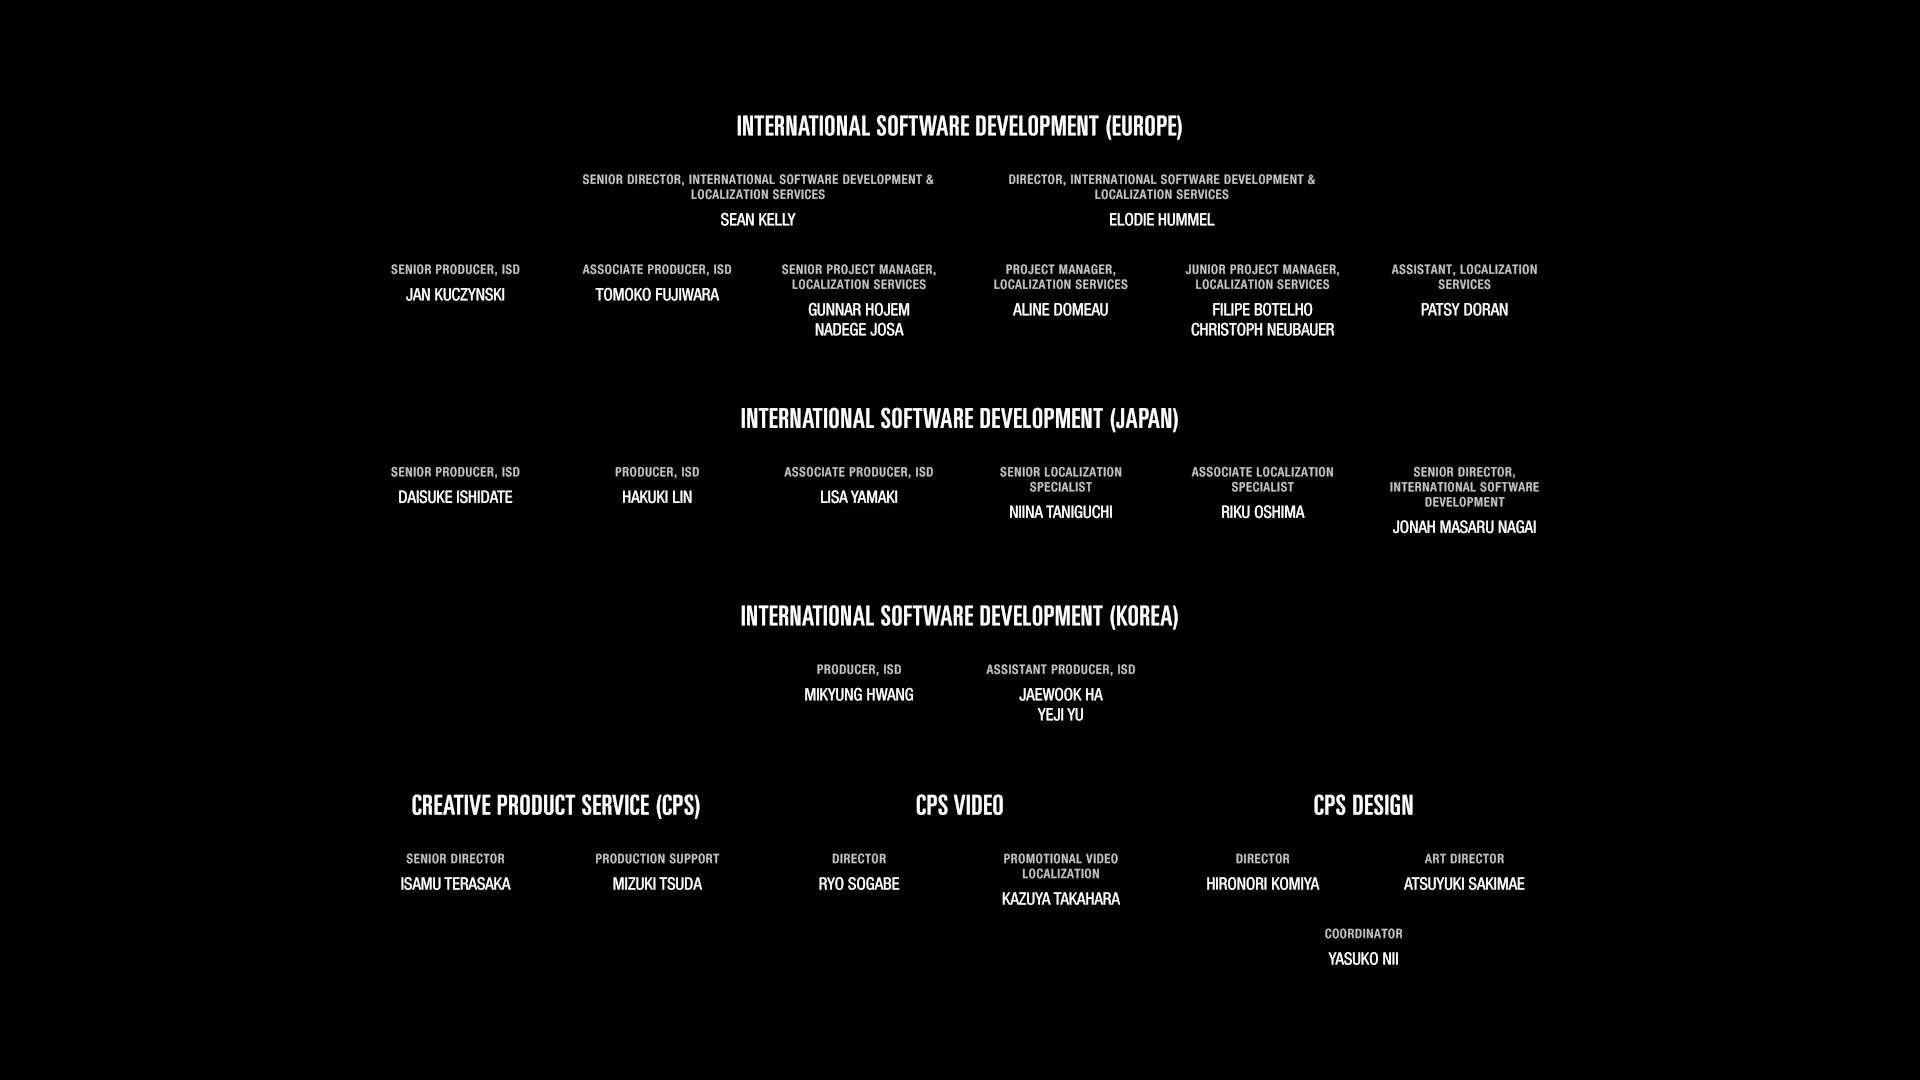 INTERNATIONAL SOFTWARE DEVELOPMENT (EUROPE)
SENIOR DIRECTOR, INTERNATIONAL SOFTWARE DEVELOPMENT &
LOCALIZATION SERVICES
SEAN KELLY
DIRECTOR, INTERNATIONAL SOFTWARE DEVELOPMENT &
LOCALIZATION SERVICES
ELODIE HUMMEL
SENIOR PRODUCER, ISD
JAN KUCZYNSKI
ASSOCIATE PRODUCER, ISD
TOMOKO FUJIWARA
SENIOR PROJECT MANAGER,
LOCALIZATION SERVICES
GUNNAR HOJEM
NADEGE JOSA
PROJECT MANAGER,
LOCALIZATION SERVICES
ALINE DOMEAU
JUNIOR PROJECT MANAGER,
LOCALIZATION SERVICES
FILIPE BOTELHO
CHRISTOPH NEUBAUER
ASSISTANT, LOCALIZATION
SERVICES
PATSY DORAN
INTERNATIONAL SOFTWARE DEVELOPMENT (JAPAN)
SENIOR PRODUCER, ISD
DAISUKE ISHIDATE
PRODUCER, ISD
HAKUKI LIN
ASSOCIATE PRODUCER, ISD
LISA YAMAKI
SENIOR LOCALIZATION
SPECIALIST
NIINA TANIGUCHI
ASSOCIATE LOCALIZATION
SPECIALIST
RIKU OSHIMA
SENIOR DIRECTOR,
INTERNATIONAL SOFTWARE
DEVELOPMENT
JONAH MASARU NAGAI
INTERNATIONAL SOFTWARE DEVELOPMENT (KOREA)
PRODUCER, ISD
MIKYUNG HWANG
ASSISTANT PRODUCER, ISD
JAEWOOK HA
YEJI YU
CREATIVE PRODUCT SERVICE (CPS)
SENIOR DIRECTOR
ISAMU TERASAKA
PRODUCTION SUPPORT
MIZUKI TSUDA
CPS VIDEO
DIRECTOR
RYO SOGABE
PROMOTIONAL VIDEO
LOCALIZATION
KAZUYA TAKAHARA
CPS DESIGN
DIRECTOR
HIRONORI KOMIYA
ART DIRECTOR
ATSUYUKI SAKIMAE
COORDINATOR
YASUKO NII